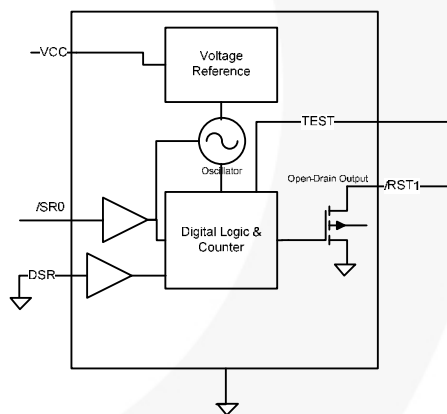 VCC
Voltage
Reference
TEST
Oscillator
Open-Drain Output
/RST1
/SR0
Digital Logic &
Counter
DSR